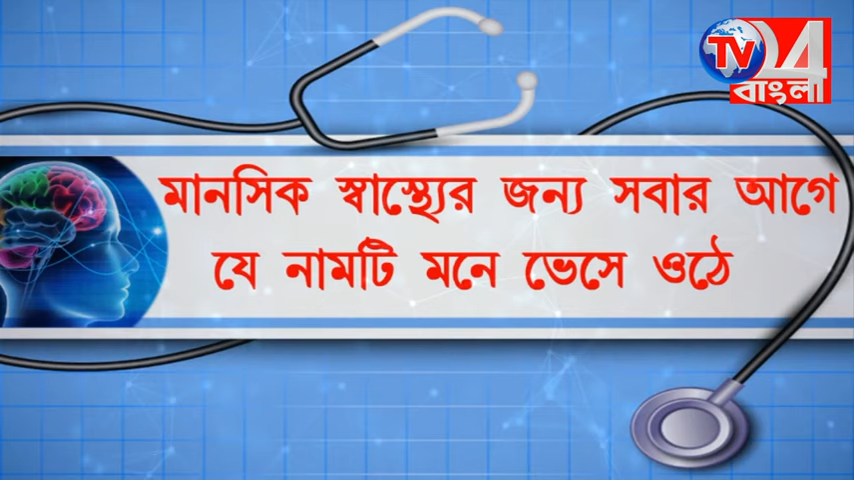 TV 24
বাংলা
মানসিক স্বাস্থ্যের জন্য সবার আগে
যে নামটি মনে ভেসে ওঠে